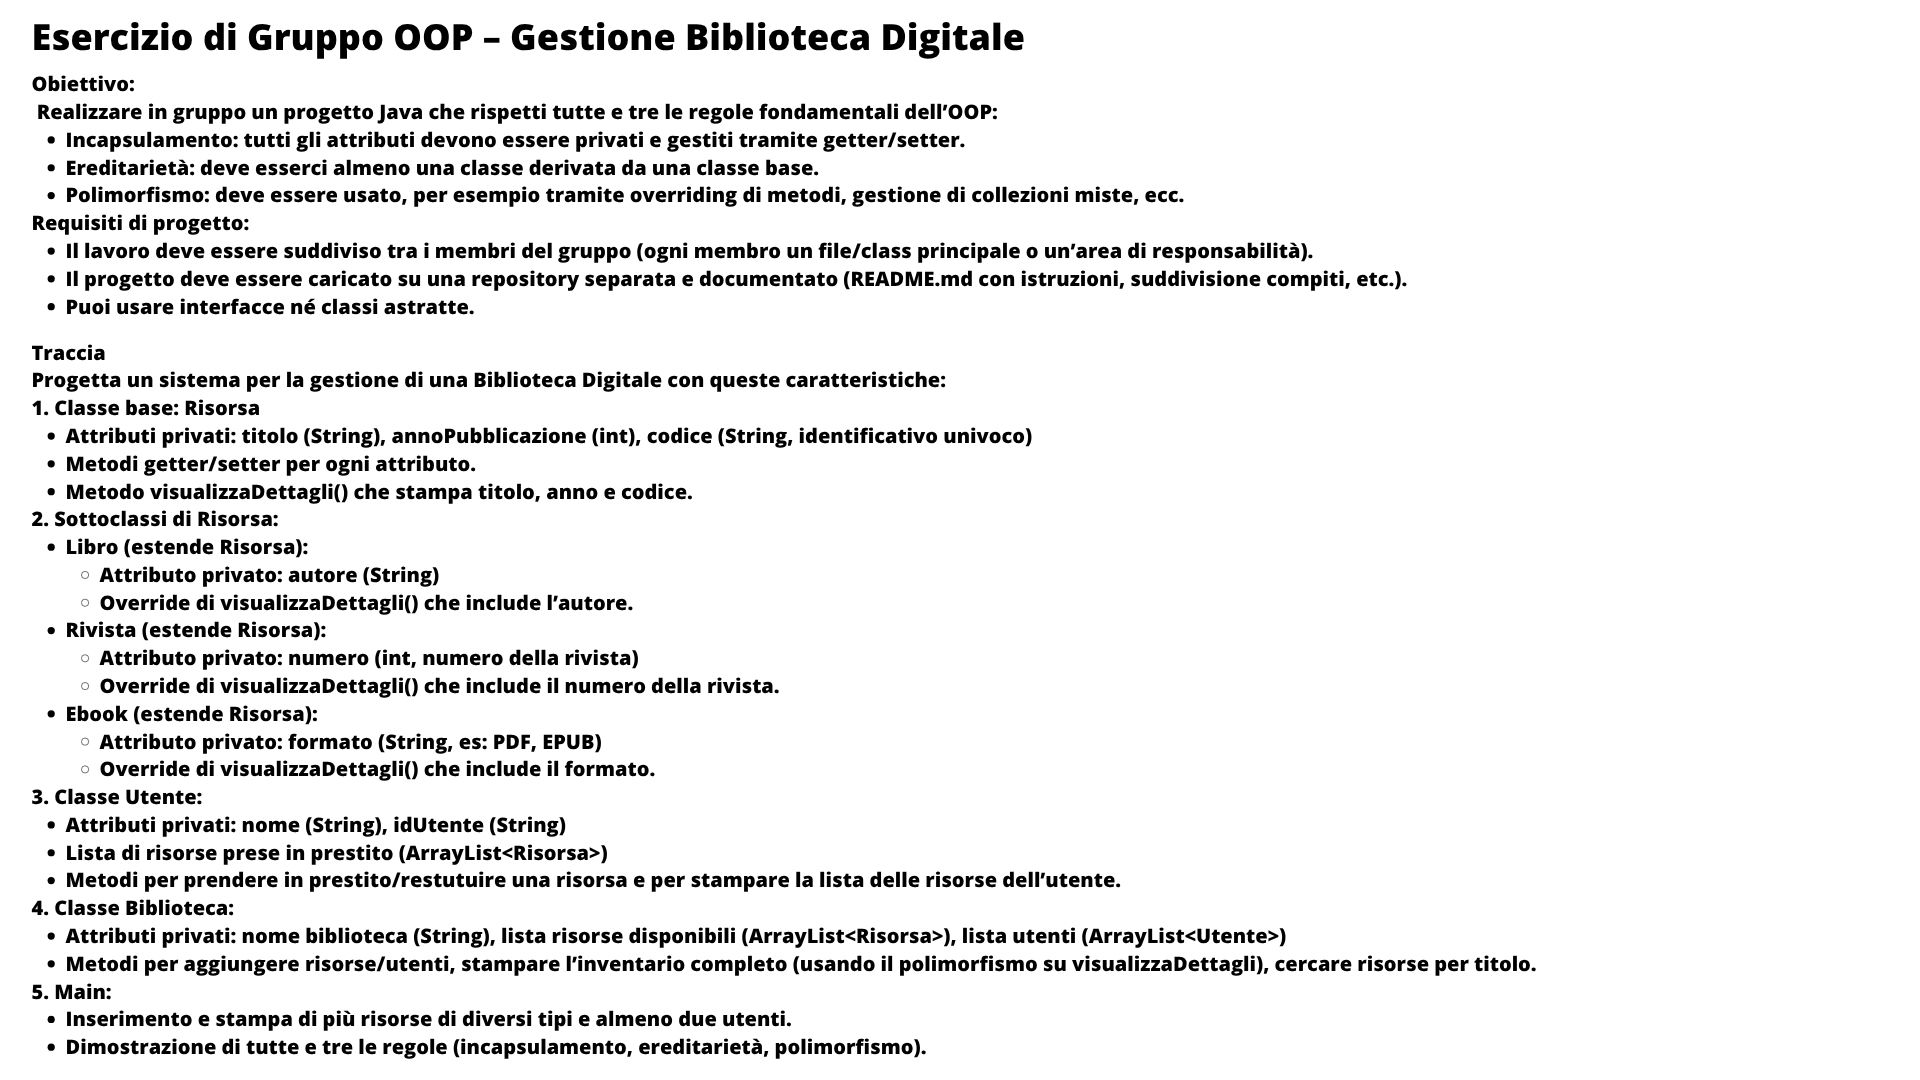 Esercizio di Gruppo OOP – Gestione Biblioteca Digitale
Obiettivo:
Realizzare in gruppo un progetto Java che rispetti tutte e tre le regole fondamentali dell’OOP:
• Incapsulamento: tutti gli attributi devono essere privati e gestiti tramite getter/setter.
• Ereditarietà: deve esserci almeno una classe derivata da una classe base.
• Polimorfismo: deve essere usato, per esempio tramite overriding di metodi, gestione di collezioni miste, ecc.
Requisiti di progetto:
• Il lavoro deve essere suddiviso tra i membri del gruppo (ogni membro un file/class principale o un’area di responsabilità).
• Il progetto deve essere caricato su una repository separata e documentato (README.md con istruzioni, suddivisione compiti, etc.).
• Puoi usare interfacce né classi astratte.
Traccia
Progetta un sistema per la gestione di una Biblioteca Digitale con queste caratteristiche:
1. Classe base: Risorsa
• Attributi privati: titolo (String), annoPubblicazione (int), codice (String, identificativo univoco)
• Metodi getter/setter per ogni attributo.
• Metodo visualizzaDettagli() che stampa titolo, anno e codice.
2. Sottoclassi di Risorsa:
• Libro (estende Risorsa):
○ Attributo privato: autore (String)
○ Override di visualizzaDettagli() che include l’autore.
• Rivista (estende Risorsa):
○ Attributo privato: numero (int, numero della rivista)
○ Override di visualizzaDettagli() che include il numero della rivista.
• Ebook (estende Risorsa):
○ Attributo privato: formato (String, es: PDF, EPUB)
○ Override di visualizzaDettagli() che include il formato.
3. Classe Utente:
• Attributi privati: nome (String), idUtente (String)
• Lista di risorse prese in prestito (ArrayList<Risorsa>)
• Metodi per prendere in prestito/restutuire una risorsa e per stampare la lista delle risorse dell’utente.
4. Classe Biblioteca:
• Attributi privati: nome biblioteca (String), lista risorse disponibili (ArrayList<Risorsa>), lista utenti (ArrayList<Utente>)
• Metodi per aggiungere risorse/utenti, stampare l’inventario completo (usando il polimorfismo su visualizzaDettagli), cercare risorse per titolo.
5. Main:
• Inserimento e stampa di più risorse di diversi tipi e almeno due utenti.
• Dimostrazione di tutte e tre le regole (incapsulamento, ereditarietà, polimorfismo).